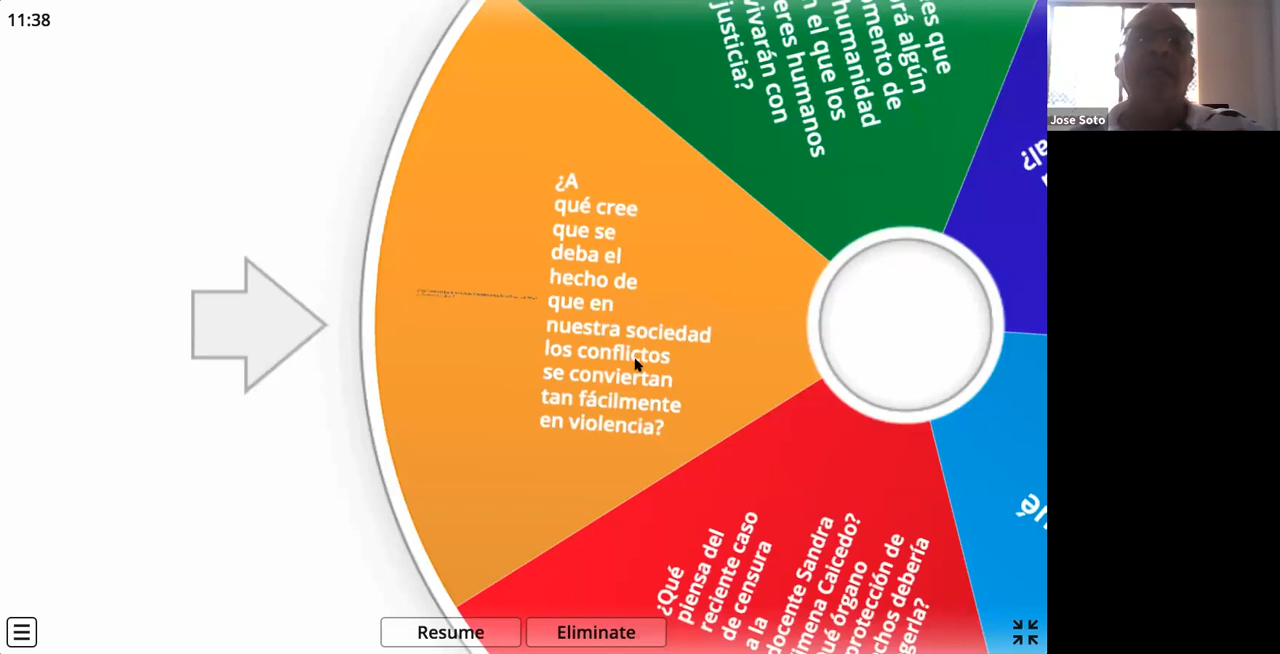 11:38
es que
rá algún
mento de
humanidad
n el que los
eres humanos
vivarán con
justicia?
¿A
qué cree
que se
deba el
hecho de
que en
nuestra sociedad
los conflictos
se conviertan
tan fácilmente
en violencia?
¿Qué
piensa del
reciente caso
de censura
a la
docente Sandra
imena Caicedo?
ué órgano
protección de
chos debería
gerla?
Resume
Eliminate
Jose Soto